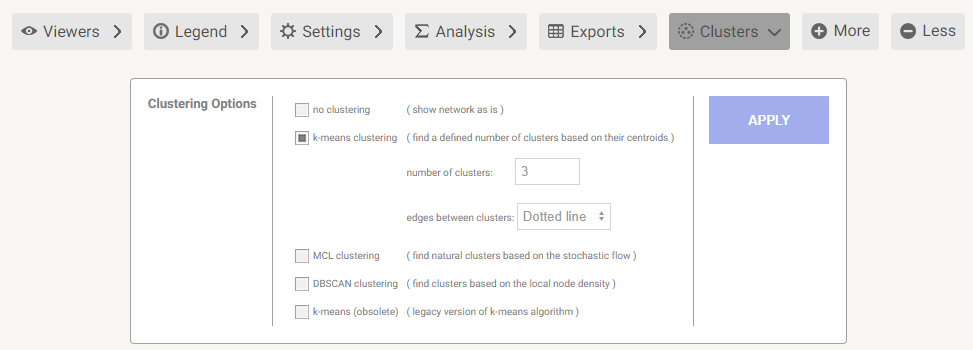 Viewers Legend Settings Analysis Exports Clusters More Less
Clustering Options
no clustering ( show network as is )
APPLY
k-means clustering ( find a defined number of clusters based on their centroids )
number of clusters: 3
edges between clusters: Dotted line
MCL clustering ( find natural clusters based on the stochastic flow )
DBSCAN clustering ( find clusters based on the local node density )
k-means (obsolete) ( legacy version of k-means algorithm )